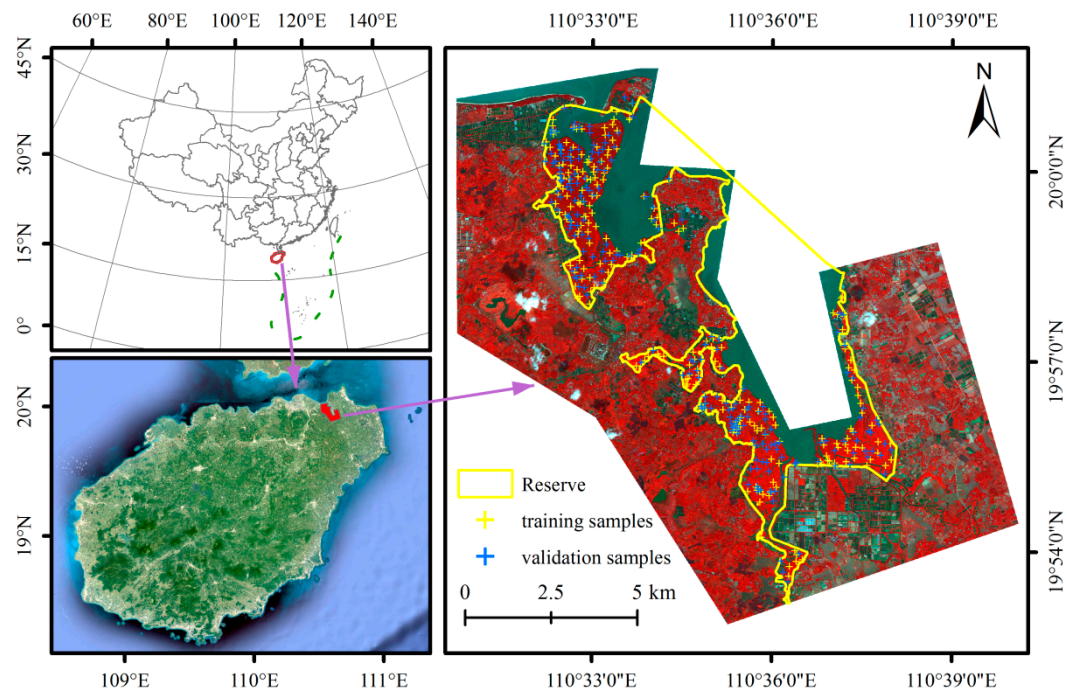 60°E 80°E 100°E 120°E 140°E
110°33'0"E 110°36'0"E 110°39'0"E
45°N
30°N
15°N
0°
N
20°0'0"N
19°57'0"N
19°54'0"N
20°N
19°N
Reserve
training samples
validation samples
0 2.5 5 km
109°E 110°E 111°E
110°33'0"E 110°36'0"E 110°39'0"E